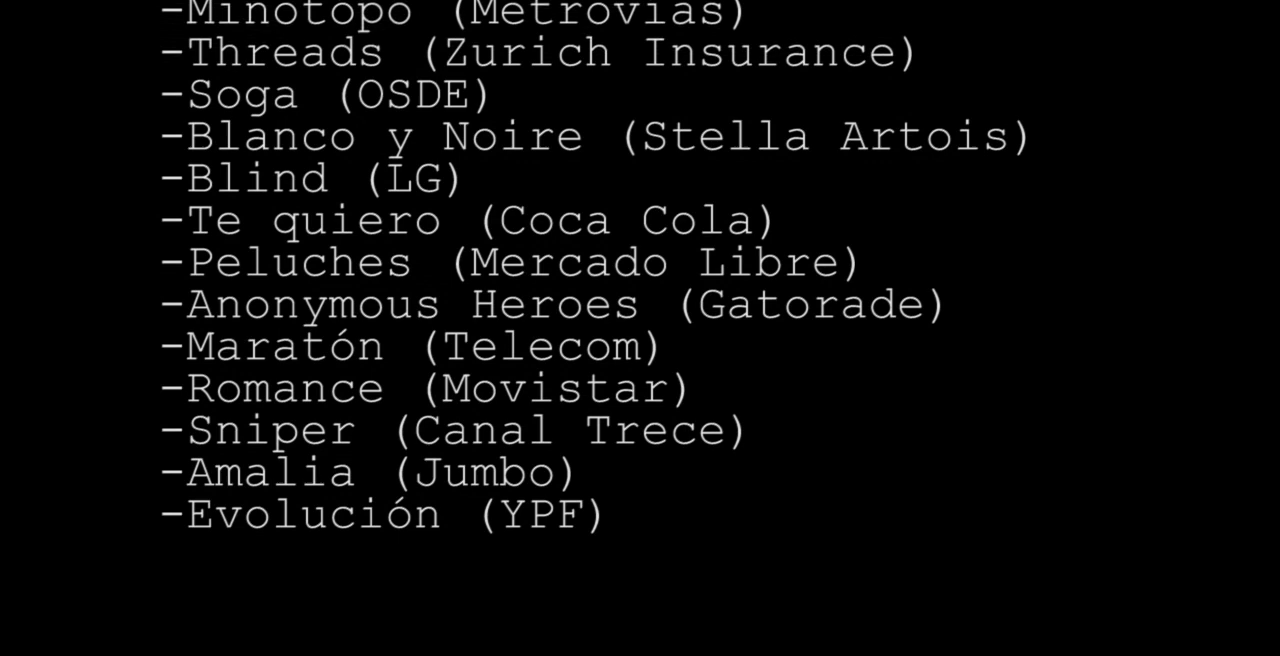 -Minotopo (Metrovías)
-Threads (Zurich Insurance)
-Soga (OSDE)
-Blanco y Noire (Stella Artois)
-Blind (LG)
-Te quiero (Coca Cola)
-Peluches (Mercado Libre)
-Anonymous Heroes (Gatorade)
-Maratón (Telecom)
-Romance (Movistar)
-Sniper (Canal Trece)
-Amalia (Jumbo)
-Evolución (YPF)